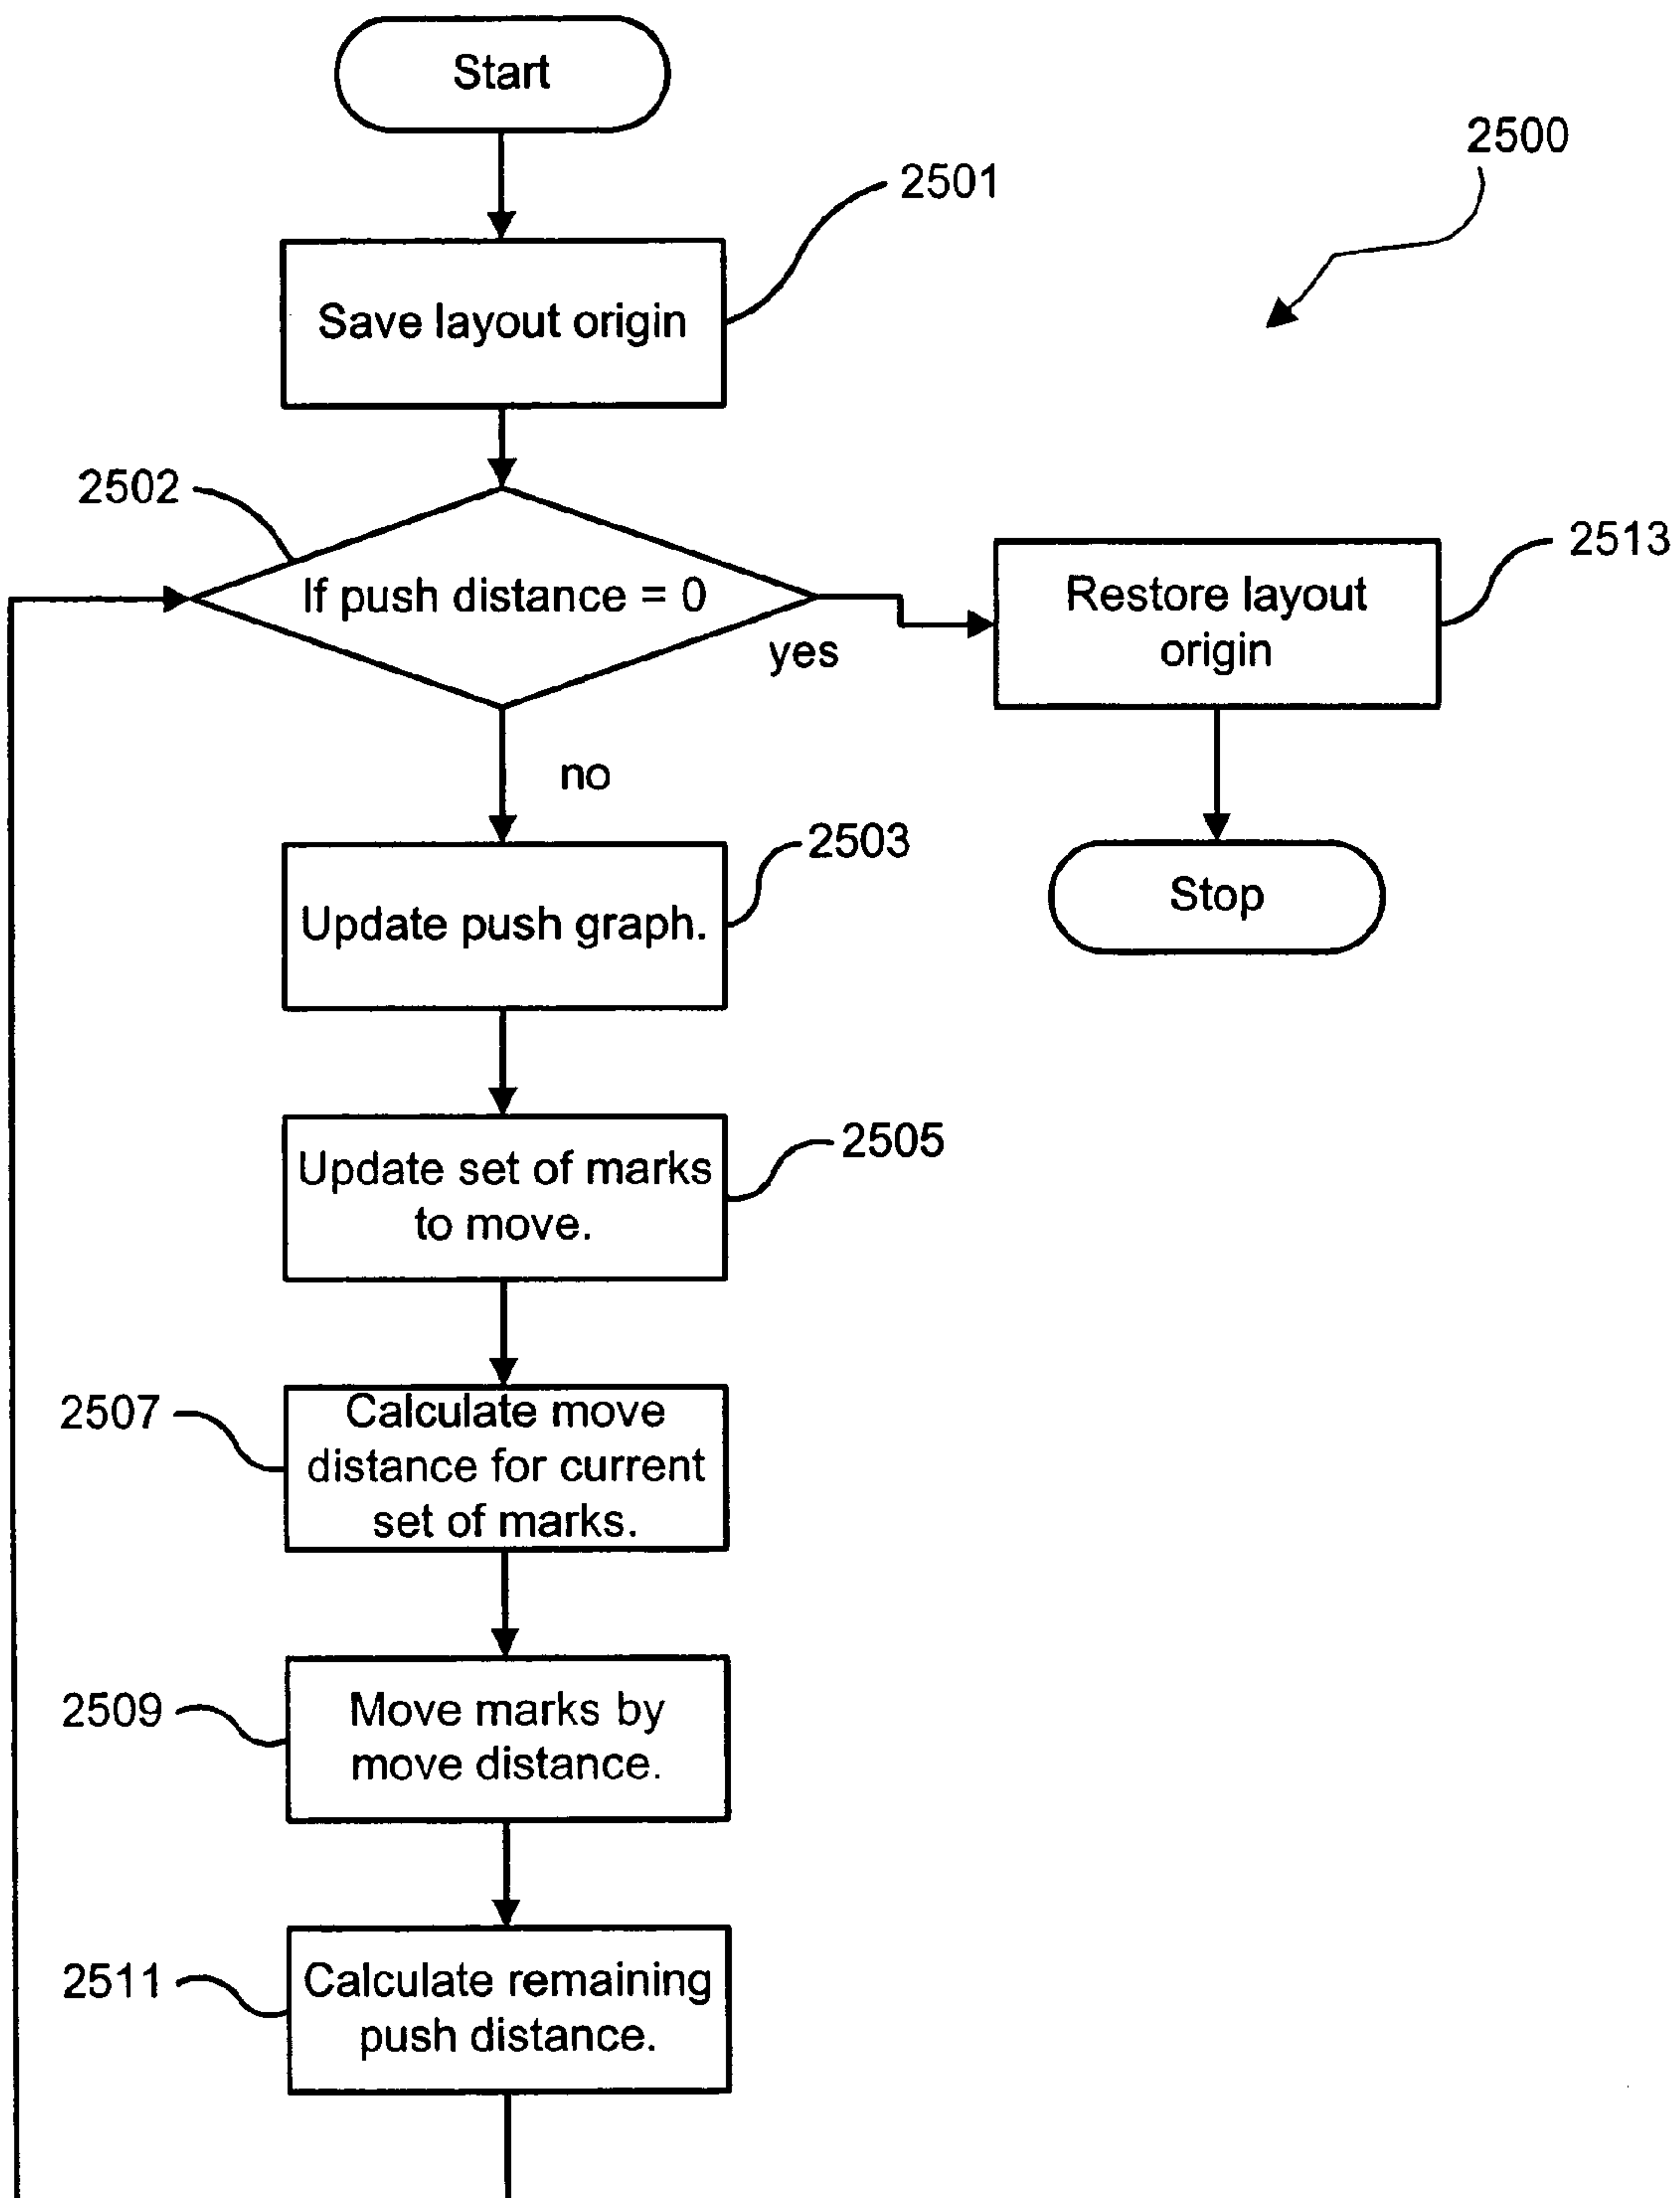 Start
2500
2501
Save layout origin
2502
If push distance = 0
yes
2513
Restore layout
origin
no
2503
Update push graph.
Stop
2505
Update set of marks
to move.
2507
Calculate move
distance for current
set of marks.
2509
Move marks by
move distance.
2511
Calculate remaining
push distance.